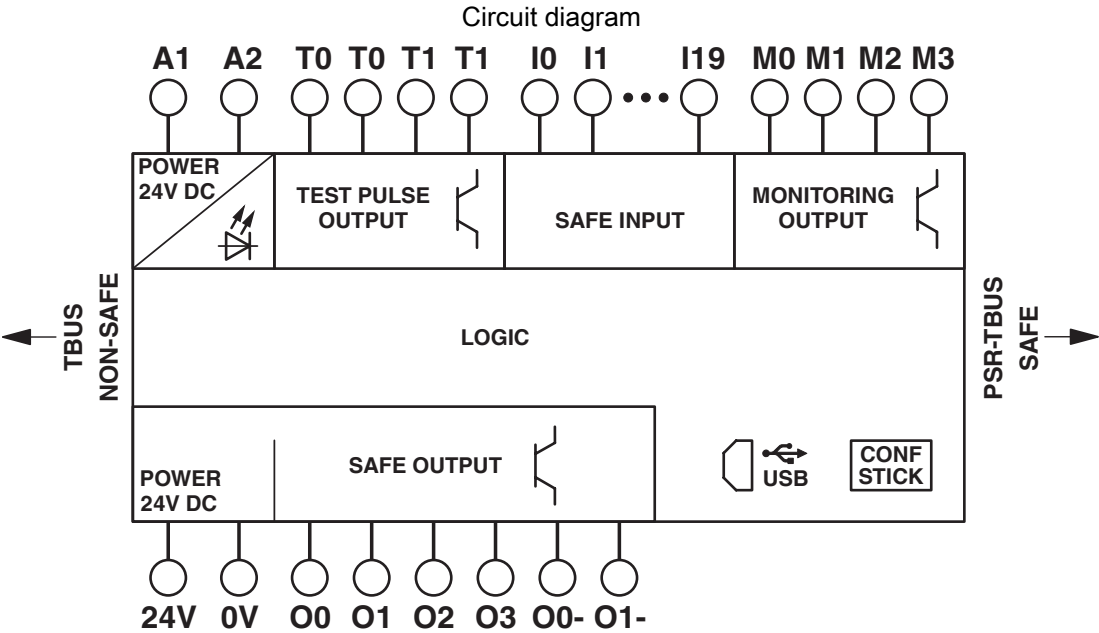 Circuit diagram
A1 A2 T0 T0 T1 T1 I0 I1 ••• I19 M0 M1 M2 M3
POWER
24V DC
TEST PULSE
OUTPUT
SAFE INPUT
MONITORING
OUTPUT
TBUS
NON-SAFE
LOGIC
PSR-TBUS
SAFE
POWER
24V DC
SAFE OUTPUT
USB
CONF
STICK
24V 0V O0 O1 O2 O3 O0- O1-